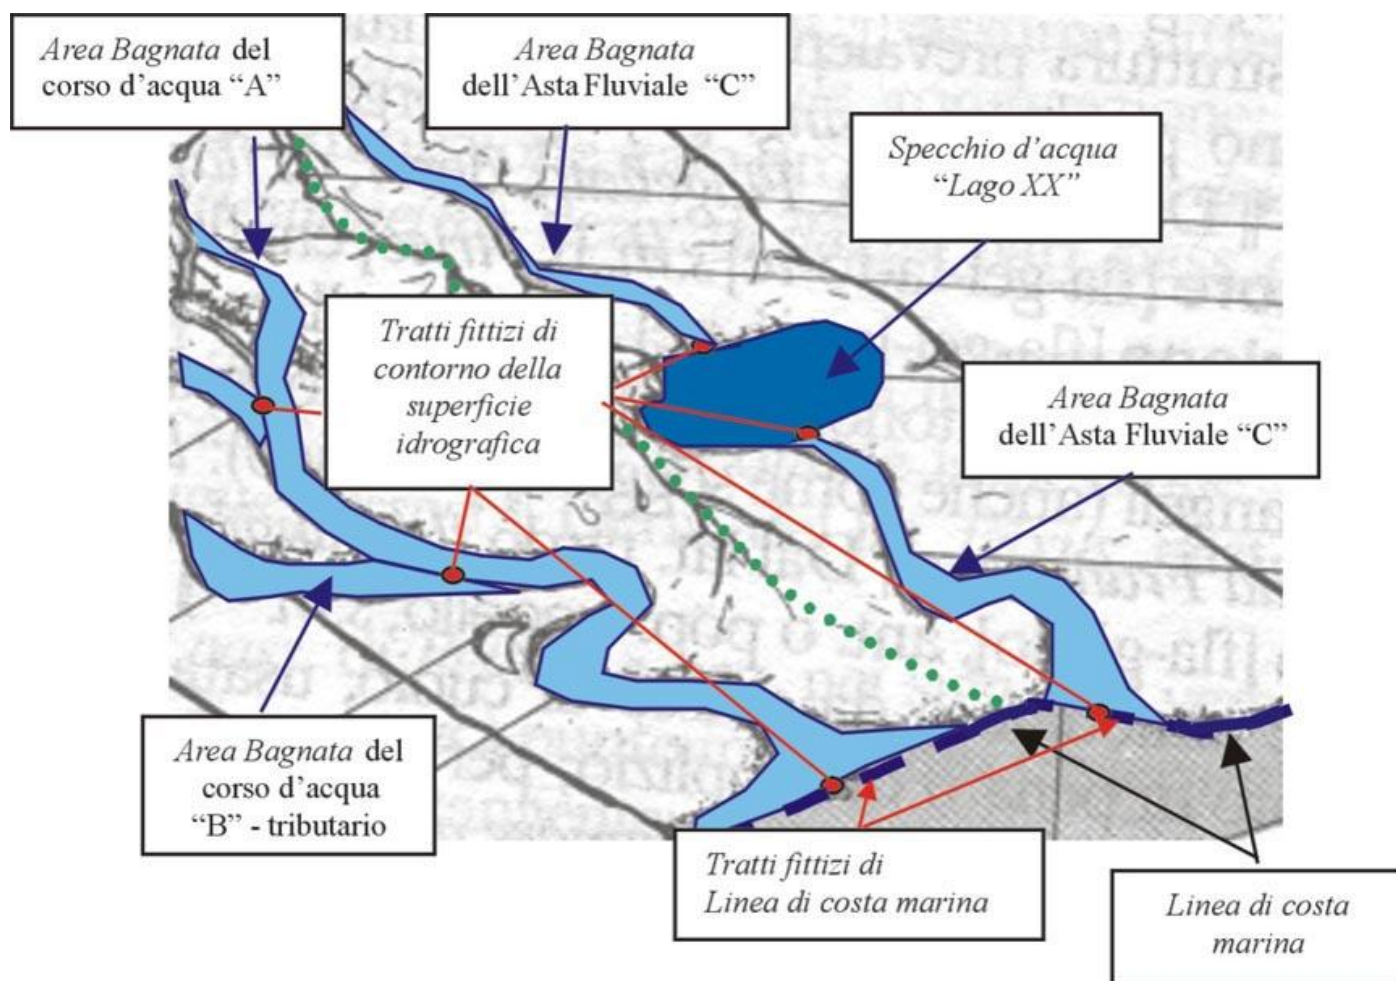 Area Bagnata del
corso d’acqua “A”
Area Bagnata
dell’Asta Fluviale “C”
Specchio d’acqua
“Lago XX”
Tratti fittizi di
contorno della
superficie
idrografica
Area Bagnata
dell’Asta Fluviale “C”
Area Bagnata del
corso d’acqua
“B” - tributario
Tratti fittizi di
Linea di costa marina
Linea di costa
marina